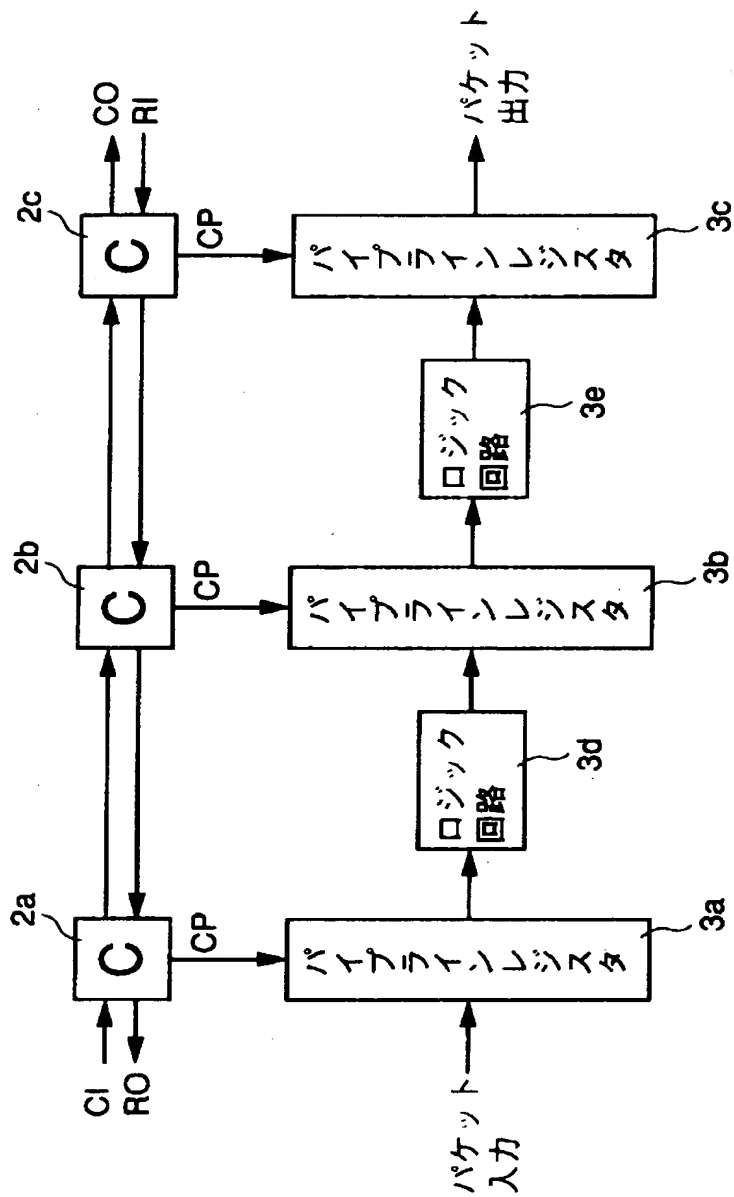 2a
2b
2c
CI
RO
C
C
C
CO
RI
CP
CP
CP
パケット
入力
パイプラインレジスタ
ロジック
回路
パイプラインレジスタ
ロジック
回路
パイプラインレジスタ
パケット
出力
3a
3d
3b
3e
3c